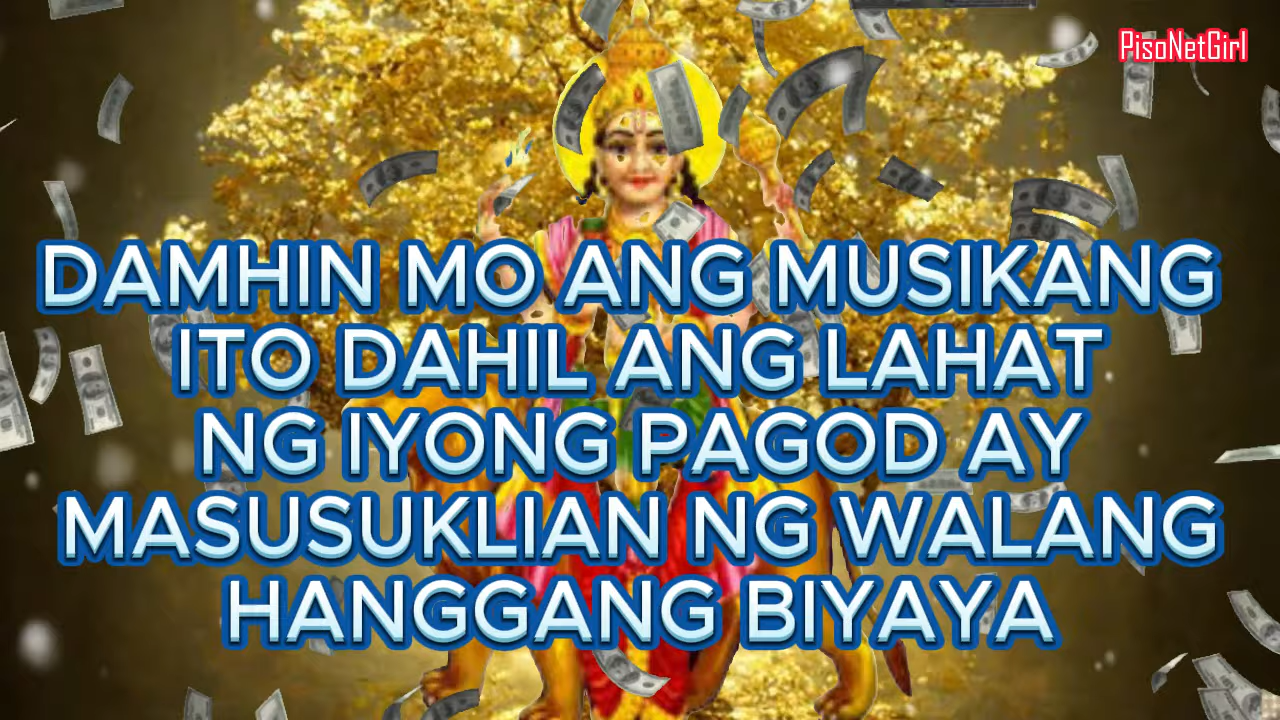 PisoNetGirl
DAMHIN MO ANG MUSIKANG
ITO DAHIL ANG LAHAT
NG IYONG PAGOD AY
MASUSUKLIAN NG WALANG
HANGGANG BIYAYA